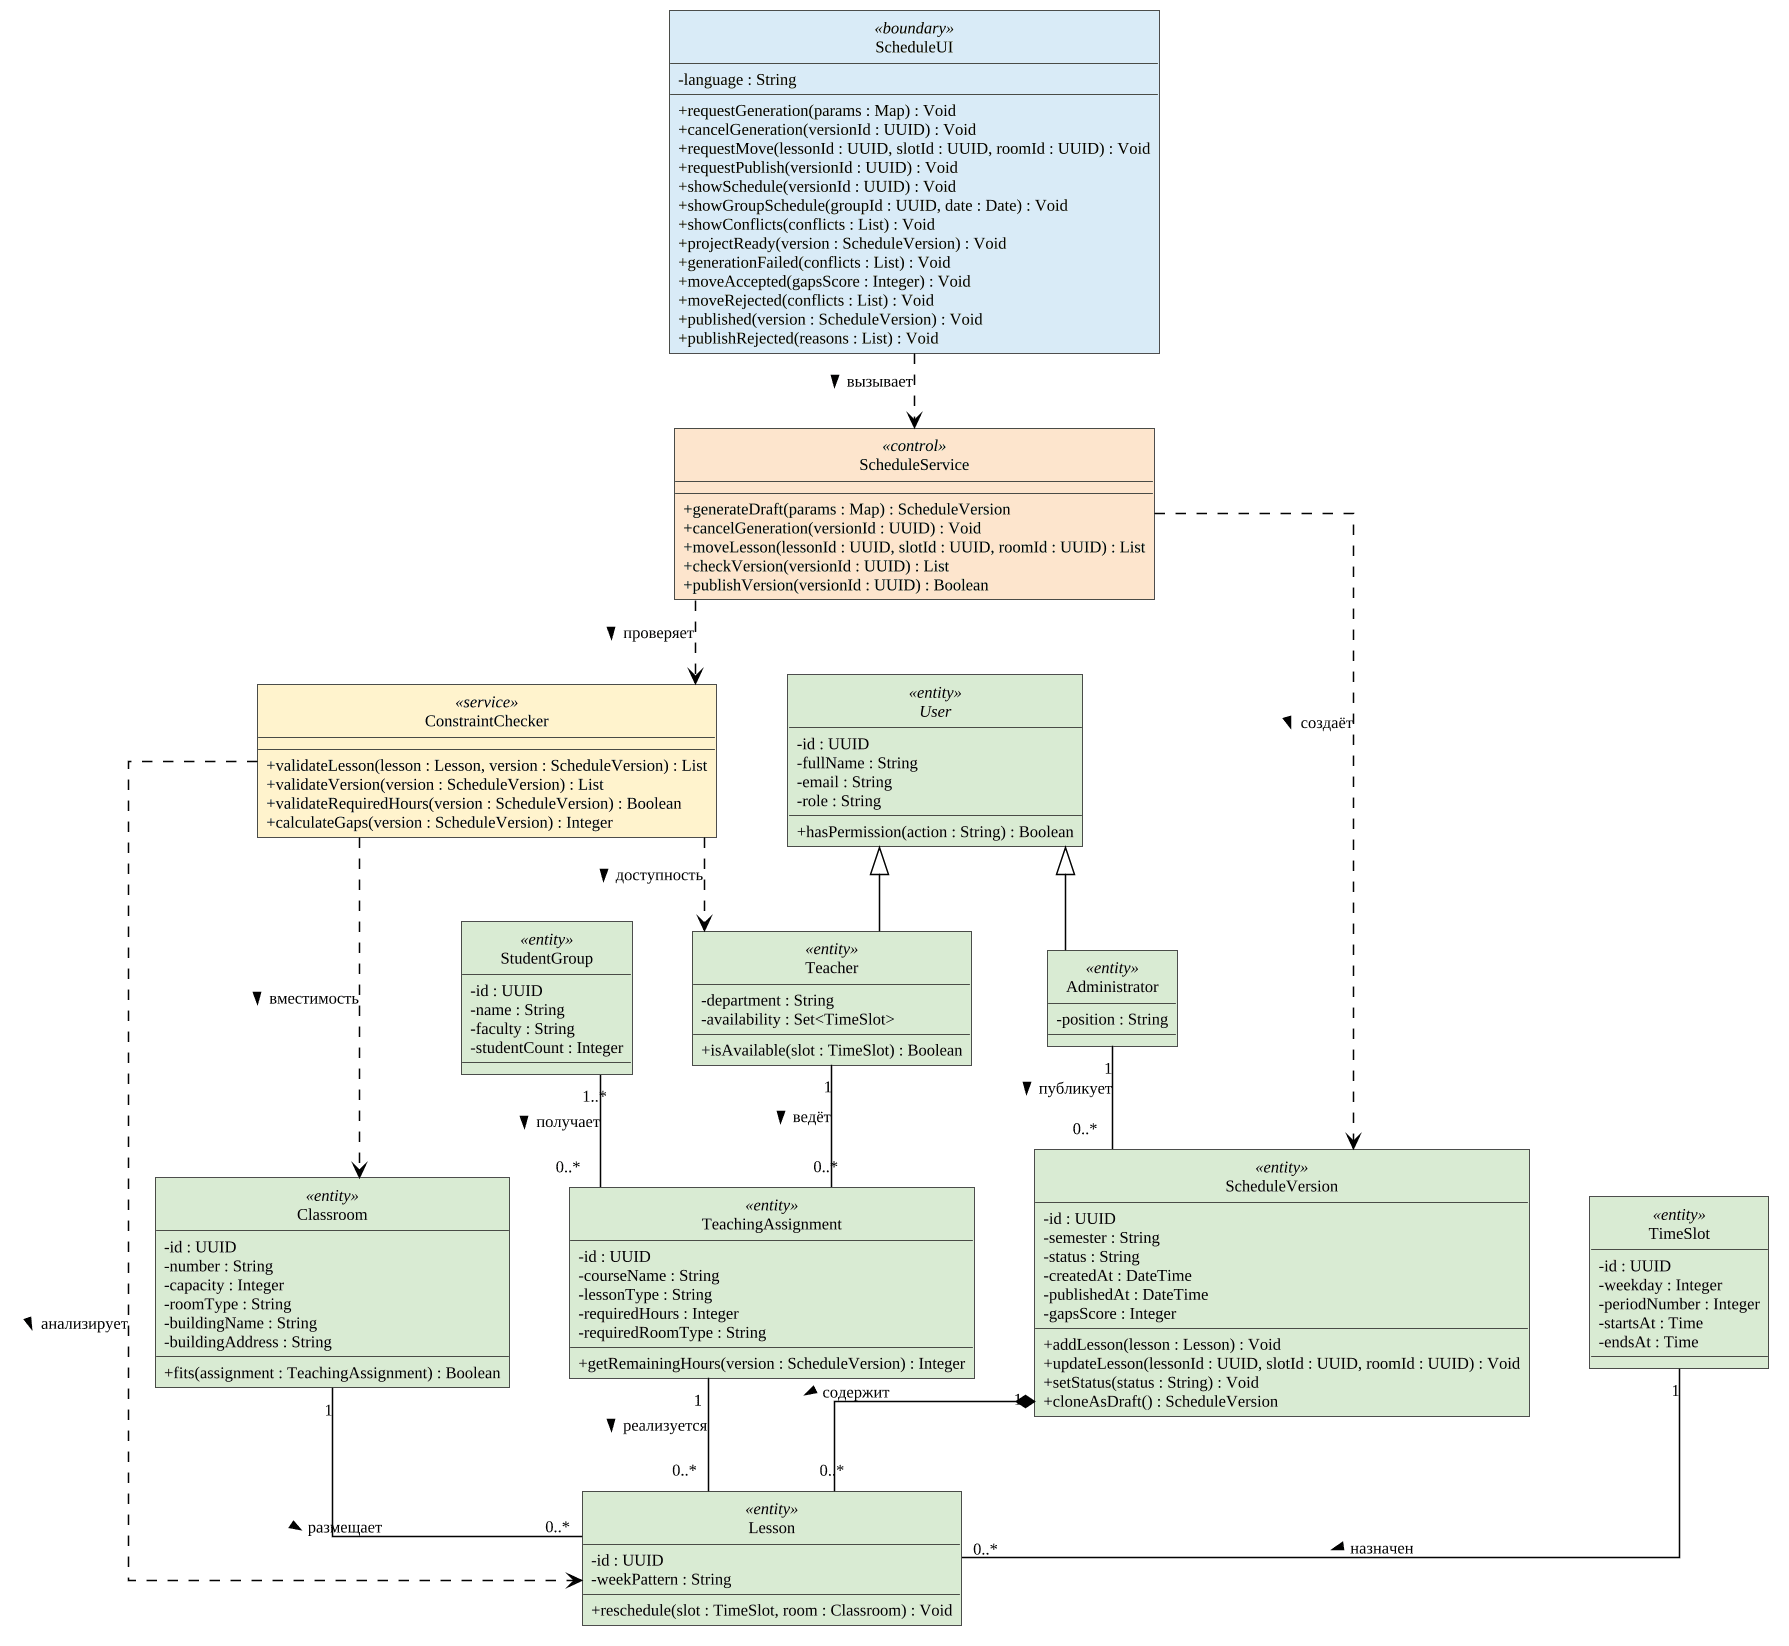 «boundary»
ScheduleUI
-language : String
+requestGeneration(params : Map) : Void
+cancelGeneration(versionId : UUID) : Void
+requestMove(lessonId : UUID, slotId : UUID, roomId : UUID) : Void
+requestPublish(versionId : UUID) : Void
+showSchedule(versionId : UUID) : Void
+showGroupSchedule(groupId : UUID, date : Date) : Void
+showConflicts(conflicts : List) : Void
+projectReady(version : ScheduleVersion) : Void
+generationFailed(conflicts : List) : Void
+moveAccepted(gapsScore : Integer) : Void
+moveRejected(conflicts : List) : Void
+published(version : ScheduleVersion) : Void
+publishRejected(reasons : List) : Void
вызывает
«control»
ScheduleService
+generateDraft(params : Map) : ScheduleVersion
+cancelGeneration(versionId : UUID) : Void
+moveLesson(lessonId : UUID, slotId : UUID, roomId : UUID) : List
+checkVersion(versionId : UUID) : List
+publishVersion(versionId : UUID) : Boolean
проверяет
создаёт
«service»
ConstraintChecker
+validateLesson(lesson : Lesson, version : ScheduleVersion) : List
+validateVersion(version : ScheduleVersion) : List
+validateRequiredHours(version : ScheduleVersion) : Boolean
+calculateGaps(version : ScheduleVersion) : Integer
«entity»
User
-id : UUID
-fullName : String
-email : String
-role : String
+hasPermission(action : String) : Boolean
доступность
вместимость
«entity»
StudentGroup
-id : UUID
-name : String
-faculty : String
-studentCount : Integer
«entity»
Teacher
-department : String
-availability : Set<TimeSlot>
+isAvailable(slot : TimeSlot) : Boolean
«entity»
Administrator
-position : String
1..*
получает
0..*
1
ведёт
0..*
1
публикует
0..*
«entity»
Classroom
-id : UUID
-number : String
-capacity : Integer
-roomType : String
-buildingName : String
-buildingAddress : String
+fits(assignment : TeachingAssignment) : Boolean
«entity»
TeachingAssignment
-id : UUID
-courseName : String
-lessonType : String
-requiredHours : Integer
-requiredRoomType : String
+getRemainingHours(version : ScheduleVersion) : Integer
«entity»
ScheduleVersion
-id : UUID
-semester : String
-status : String
-createdAt : DateTime
-publishedAt : DateTime
-gapsScore : Integer
+addLesson(lesson : Lesson) : Void
+updateLesson(lessonId : UUID, slotId : UUID, roomId : UUID) : Void
+setStatus(status : String) : Void
+cloneAsDraft() : ScheduleVersion
«entity»
TimeSlot
-id : UUID
-weekday : Integer
-periodNumber : Integer
-startsAt : Time
-endsAt : Time
анализирует
1
размещает
0..*
1
реализуется
0..*
содержит
1
0..*
1
назначен
0..*
«entity»
Lesson
-id : UUID
-weekPattern : String
+reschedule(slot : TimeSlot, room : Classroom) : Void